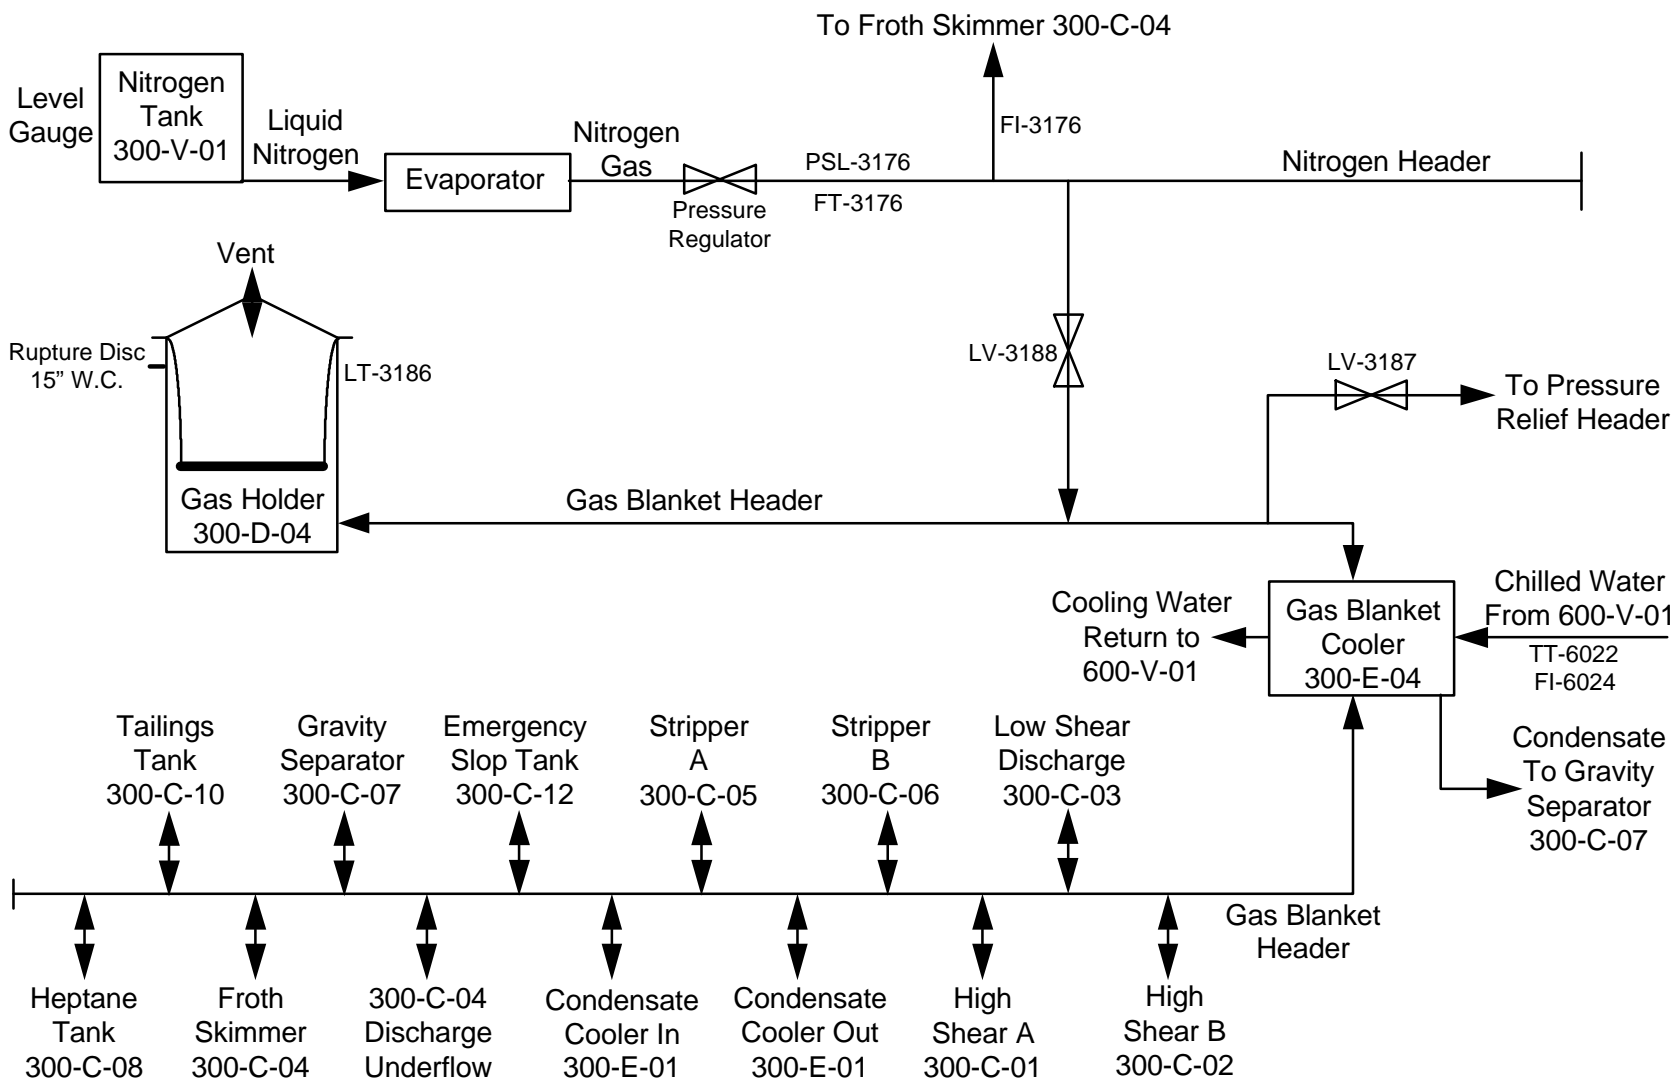 To Froth Skimmer 300-C-04
Level
Gauge
Nitrogen
Tank
300-V-01
Liquid
Nitrogen
Evaporator
Nitrogen
Gas
Pressure
Regulator
PSL-3176
FT-3176
FI-3176
Nitrogen Header
Vent
Rupture Disc
15” W.C.
LT-3186
Gas Holder
300-D-04
Gas Blanket Header
LV-3188
LV-3187
To Pressure
Relief Header
Cooling Water
Return to
600-V-01
Gas Blanket
Cooler
300-E-04
Chilled Water
From 600-V-01
TT-6022
FI-6024
Condensate
To Gravity
Separator
300-C-07
Tailings
Tank
300-C-10
Gravity
Separator
300-C-07
Emergency
Slop Tank
300-C-12
Stripper
A
300-C-05
Stripper
B
300-C-06
Low Shear
Discharge
300-C-03
Gas Blanket
Header
Heptane
Tank
300-C-08
Froth
Skimmer
300-C-04
300-C-04
Discharge
Underflow
Condensate
Cooler In
300-E-01
Condensate
Cooler Out
300-E-01
High
Shear A
300-C-01
High
Shear B
300-C-02